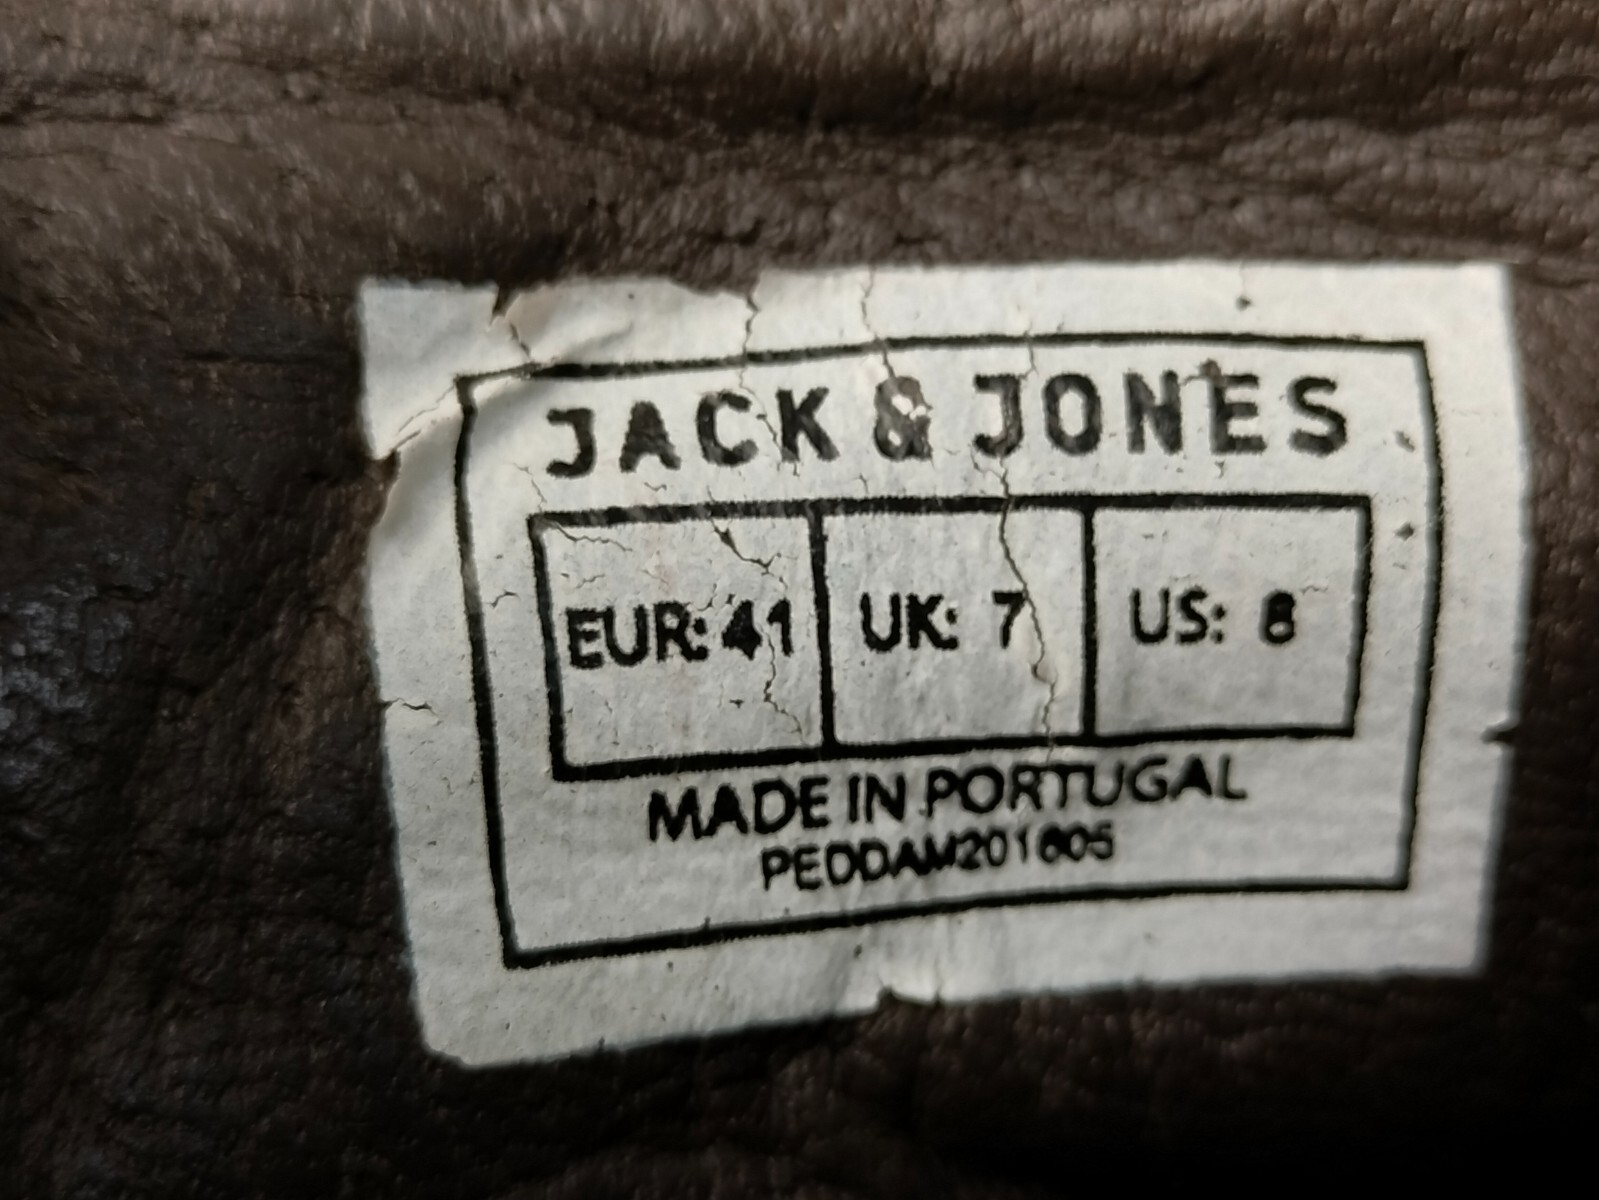 JACK & JONES
EUR: 41 UK: 7 US: 8
MADE IN PORTUGAL
PEDDAM201605